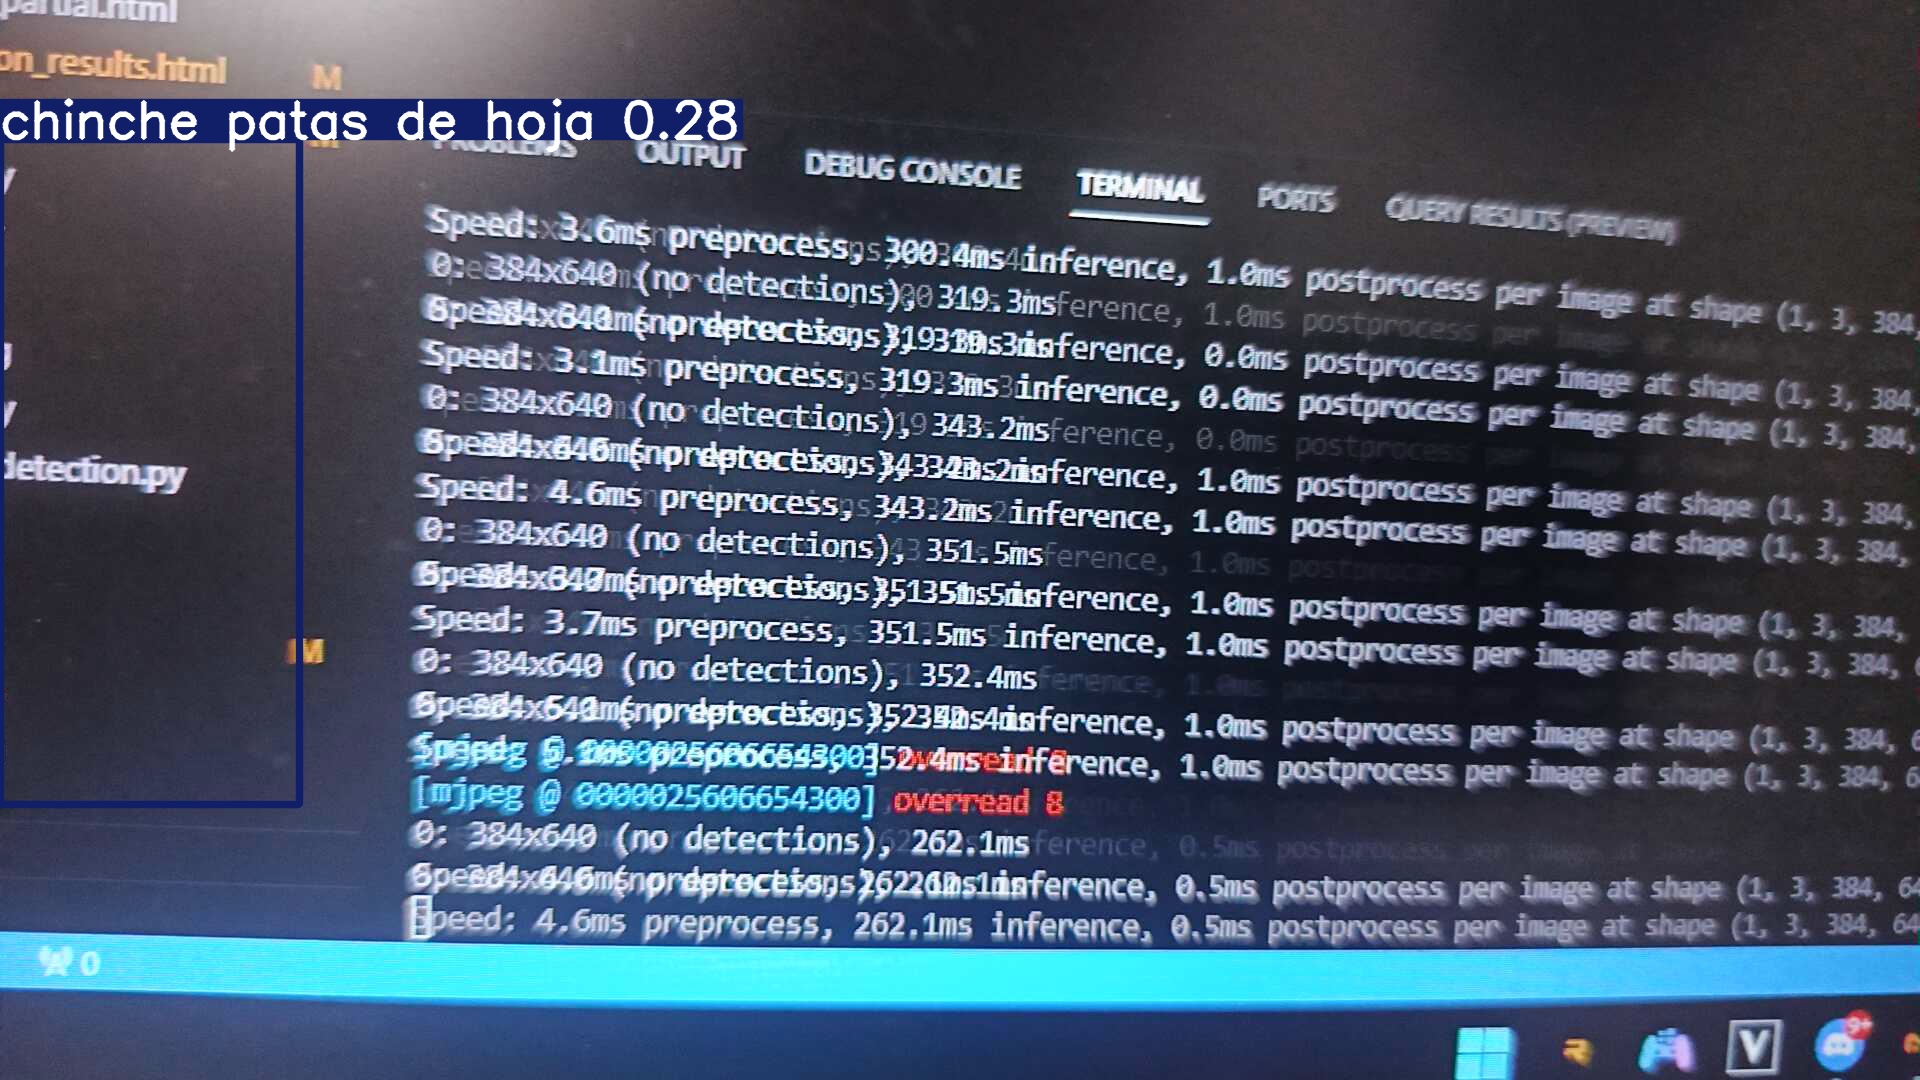 partial.html
on_results.html M
chinche patas de hoja 0.28
M
PROBLEMS OUTPUT DEBUG CONSOLE TERMINAL PORTS QUERY RESULTS (PREVIEW)
y
Speed: 3.6ms preprocess, 300.4ms inference, 1.0ms postprocess per image at shape (1, 3, 384,
0: 384x640 (no detections), 319.3ms
inference, 0.0ms postprocess per image at shape (1, 3, 384,
Speed: 3.1ms preprocess, 319.3ms inference, 0.0ms postprocess per image at shape (1, 3, 384,
0: 384x640 (no detections), 343.2ms
y
inference, 1.0ms postprocess per image at shape (1, 3, 384,
detection.py
Speed: 4.6ms preprocess, 343.2ms inference, 1.0ms postprocess per image at shape (1, 3, 384,
0: 384x640 (no detections), 351.5ms
inference, 1.0ms postprocess per image at shape (1, 3, 384,
Speed: 3.7ms preprocess, 351.5ms inference, 1.0ms postprocess per image at shape (1, 3, 384,
M
0: 384x640 (no detections), 352.4ms
inference, 1.0ms postprocess per image at shape (1, 3, 384, 6
352.4ms inference, 1.0ms postprocess per image at shape (1, 3, 384, 6
[mjpeg @ 0000025606654300] overread 8
0: 384x640 (no detections), 262.1ms
inference, 0.5ms postprocess per image at shape (1, 3, 384, 64
Speed: 4.6ms preprocess, 262.1ms inference, 0.5ms postprocess per image at shape (1, 3, 384, 64
0
V
9+